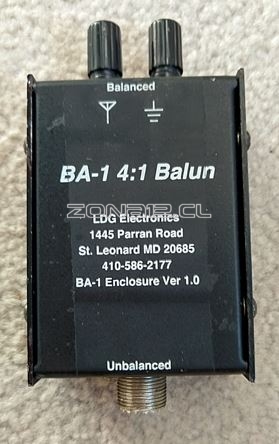 Balanced
BA-1 4:1 Balun
ZONA12.CL
LDG Electronics
1445 Parran Road
St. Leonard MD 20685
410-586-2177
BA-1 Enclosure Ver 1.0
Unbalanced